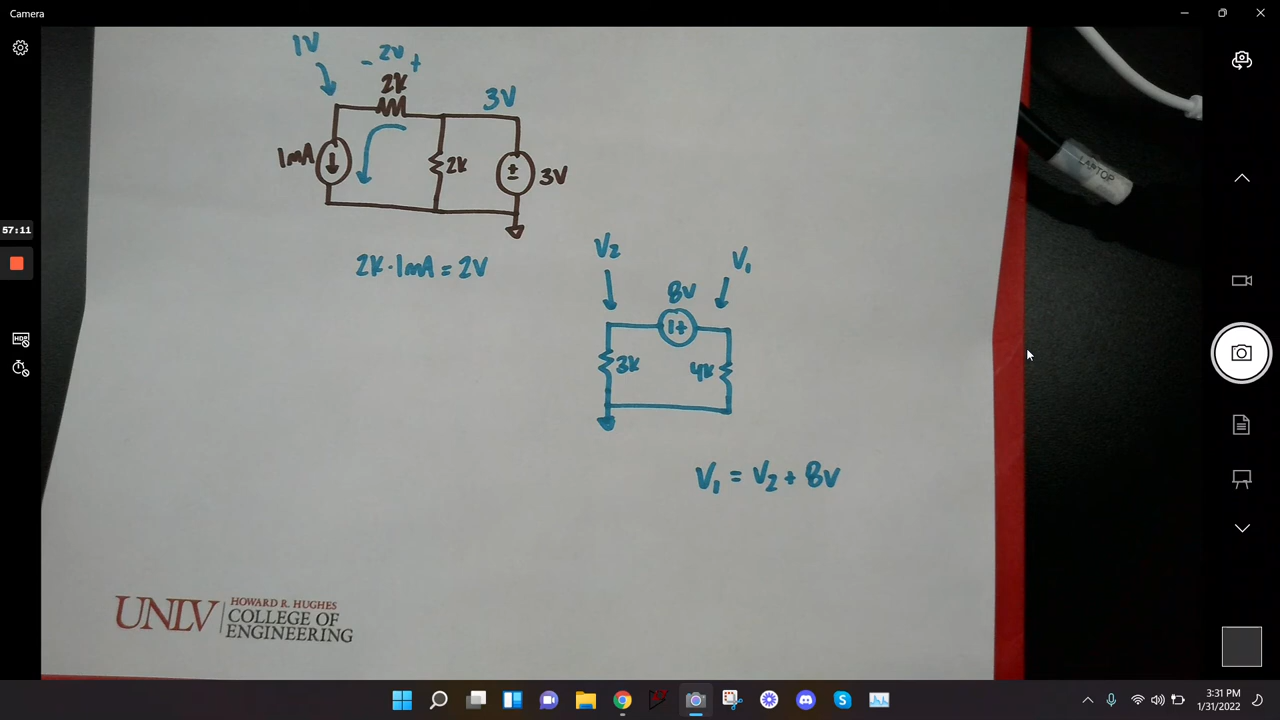 Camera
1V
- 2V +
2K
3V
1mA
2K
3V
LAPTOP
57:11
2K · 1mA = 2V
V2
V1
8V
3K
4K
V1 = V2 + 8V
UNLV
HOWARD R. HUGHES
COLLEGE OF
ENGINEERING
3:31 PM
1/31/2022